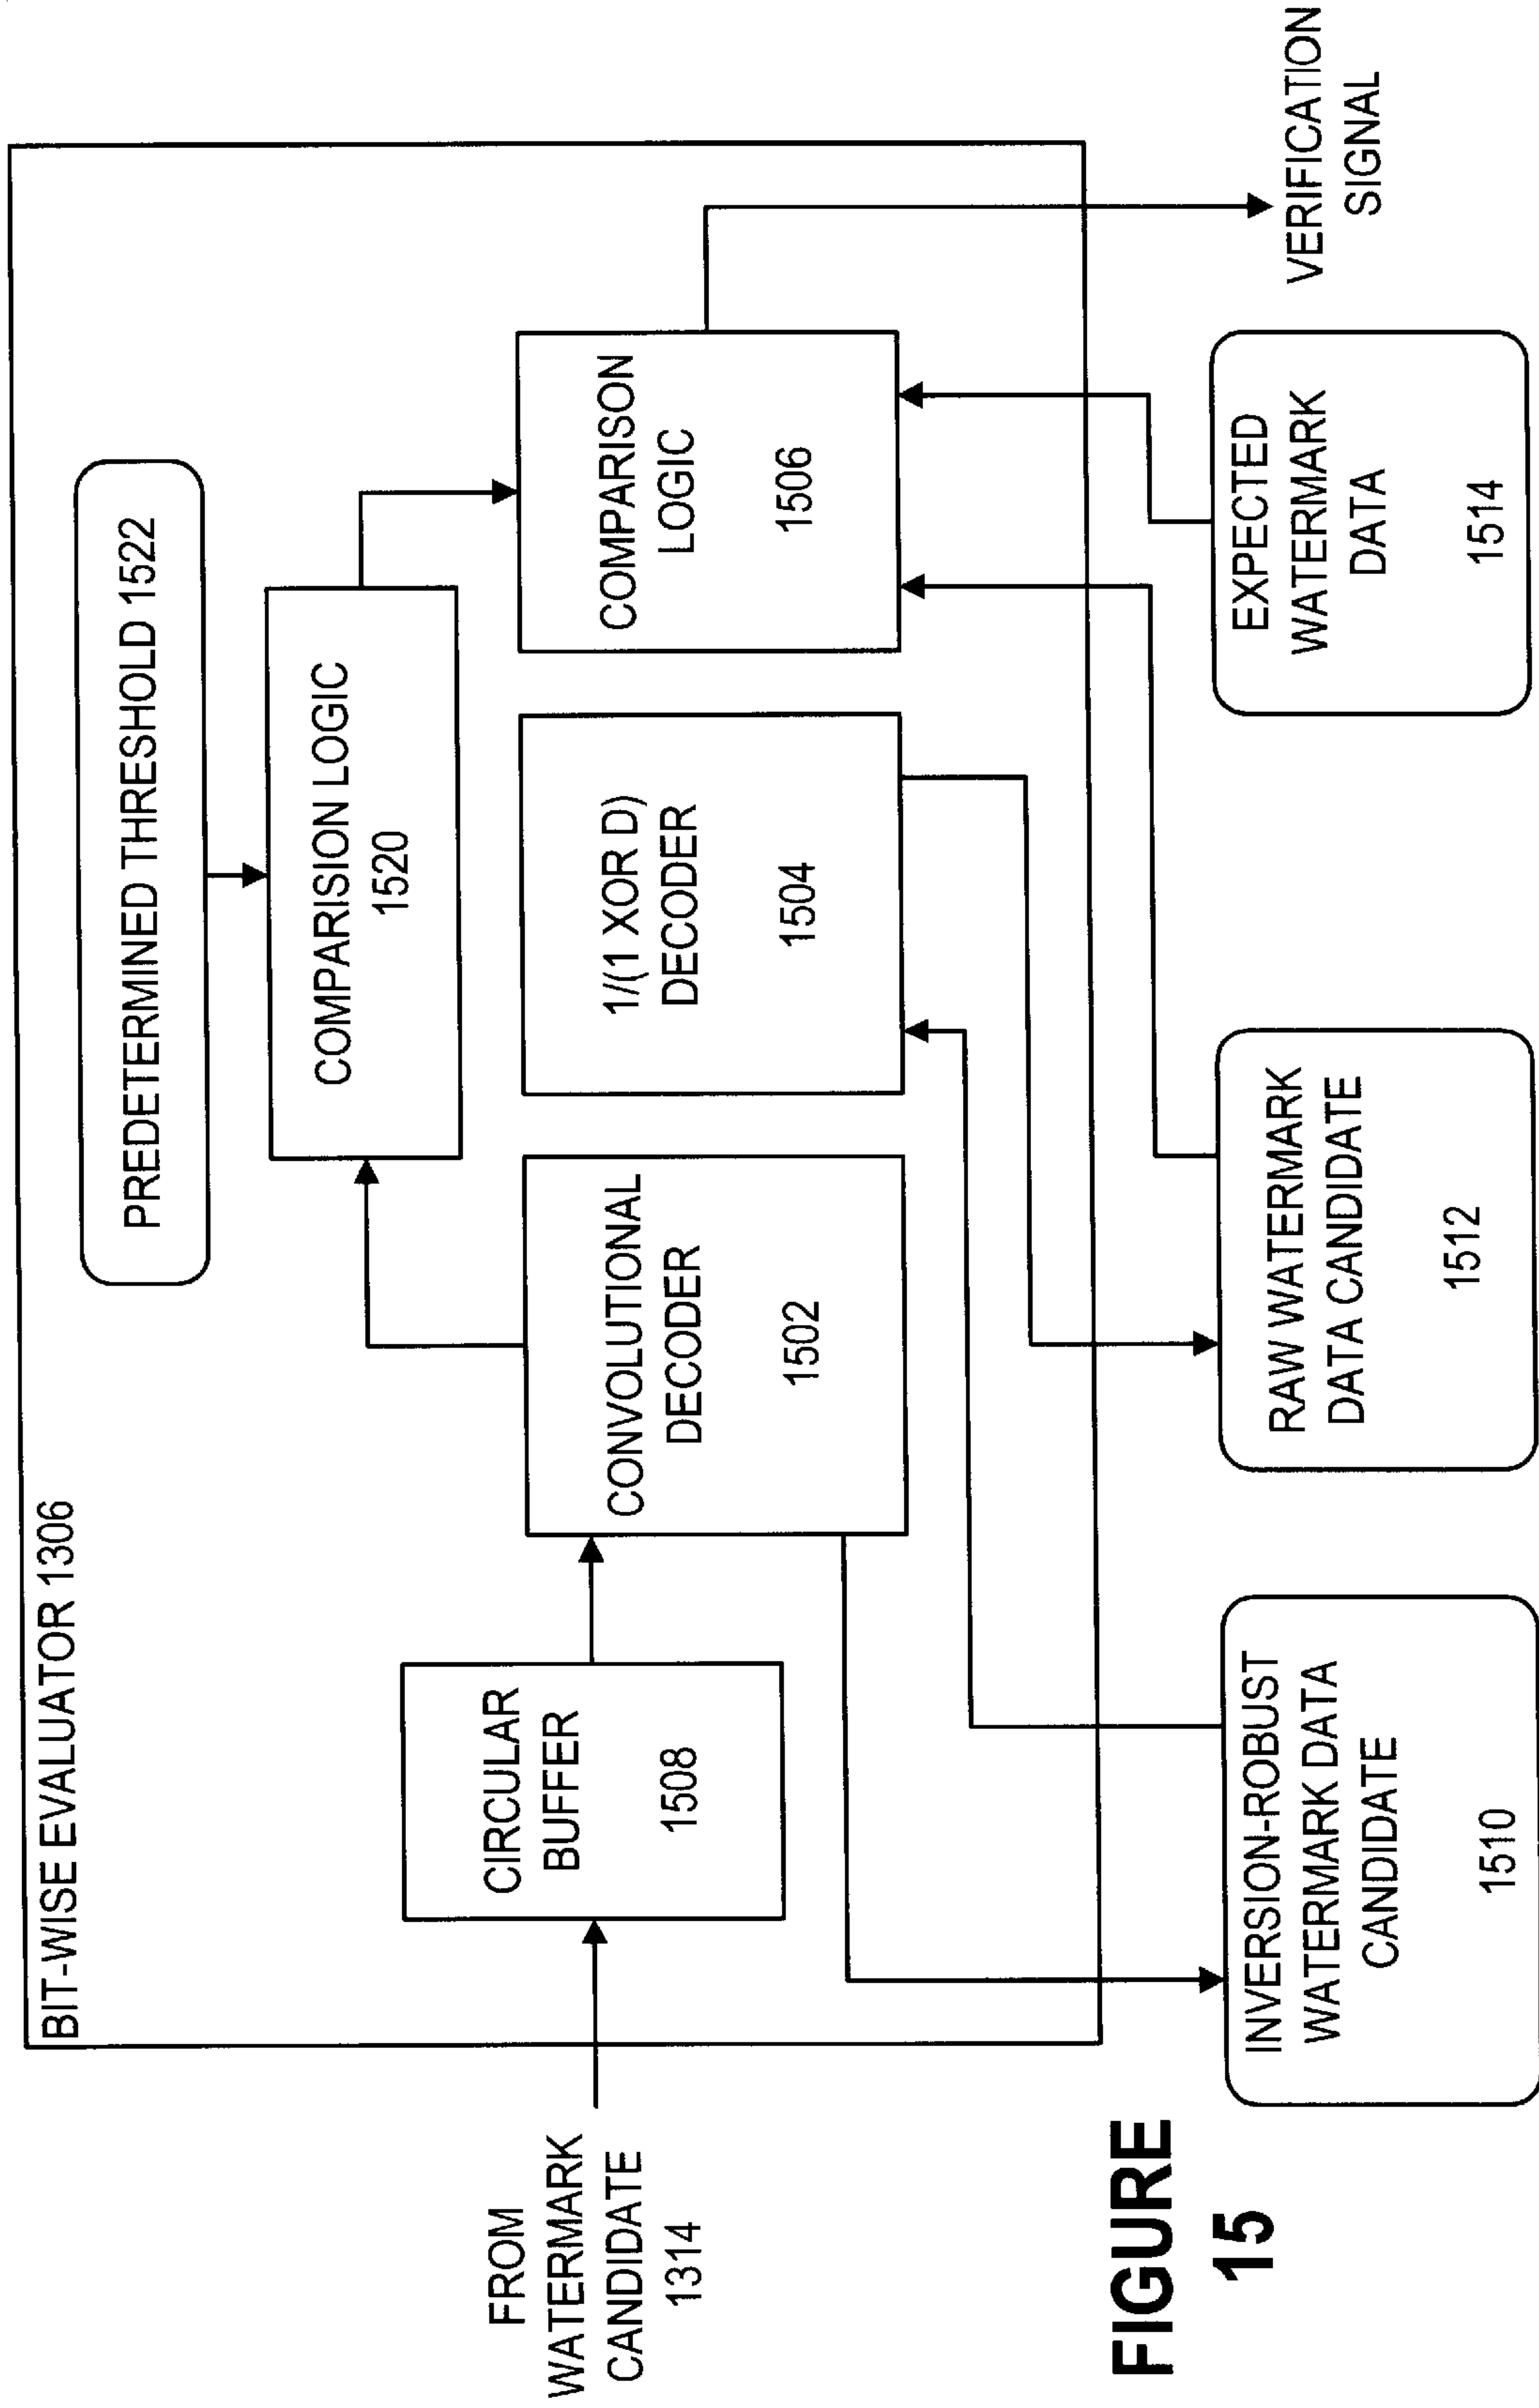 BIT-WISE EVALUATOR 1306
PREDETERMINED THRESHOLD 1522
COMPARISION LOGIC
1520
FROM
WATERMARK
CANDIDATE
1314
CIRCULAR
BUFFER
1508
CONVOLUTIONAL
DECODER
1502
1/(1 XOR D)
DECODER
1504
COMPARISON
LOGIC
1506
INVERSION-ROBUST
WATERMARK DATA
CANDIDATE
1510
RAW WATERMARK
DATA CANDIDATE
1512
EXPECTED
WATERMARK
DATA
1514
VERIFICATION
SIGNAL
FIGURE
15